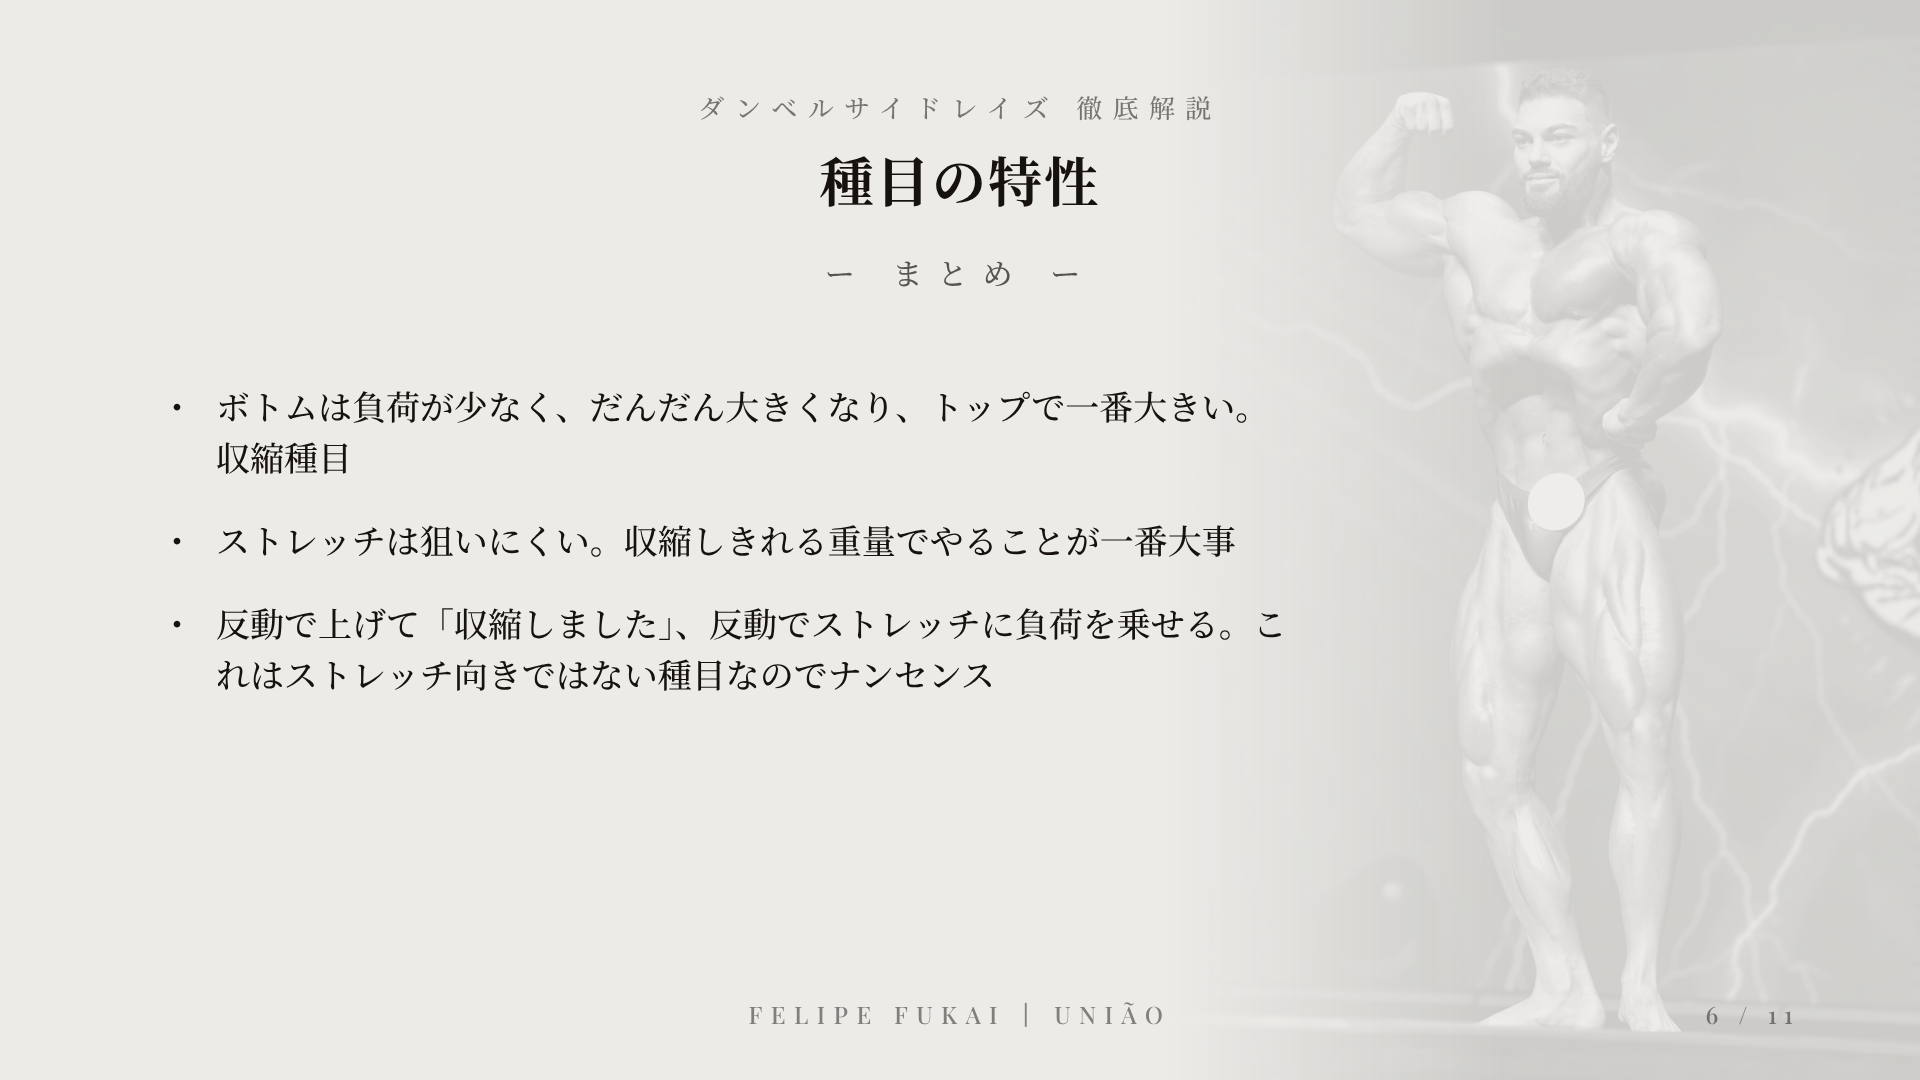 ダンベルサイドレイズ 徹底解説
種目の特性
ー まとめ ー
・ ボトムは負荷が少なく、だんだん大きくなり、トップで一番大きい。
収縮種目
・ ストレッチは狙いにくい。収縮しきれる重量でやることが一番大事
・ 反動で上げて「収縮しました」、反動でストレッチに負荷を乗せる。こ
れはストレッチ向きではない種目なのでナンセンス
FELIPE FUKAI | UNIÃO
6 / 11